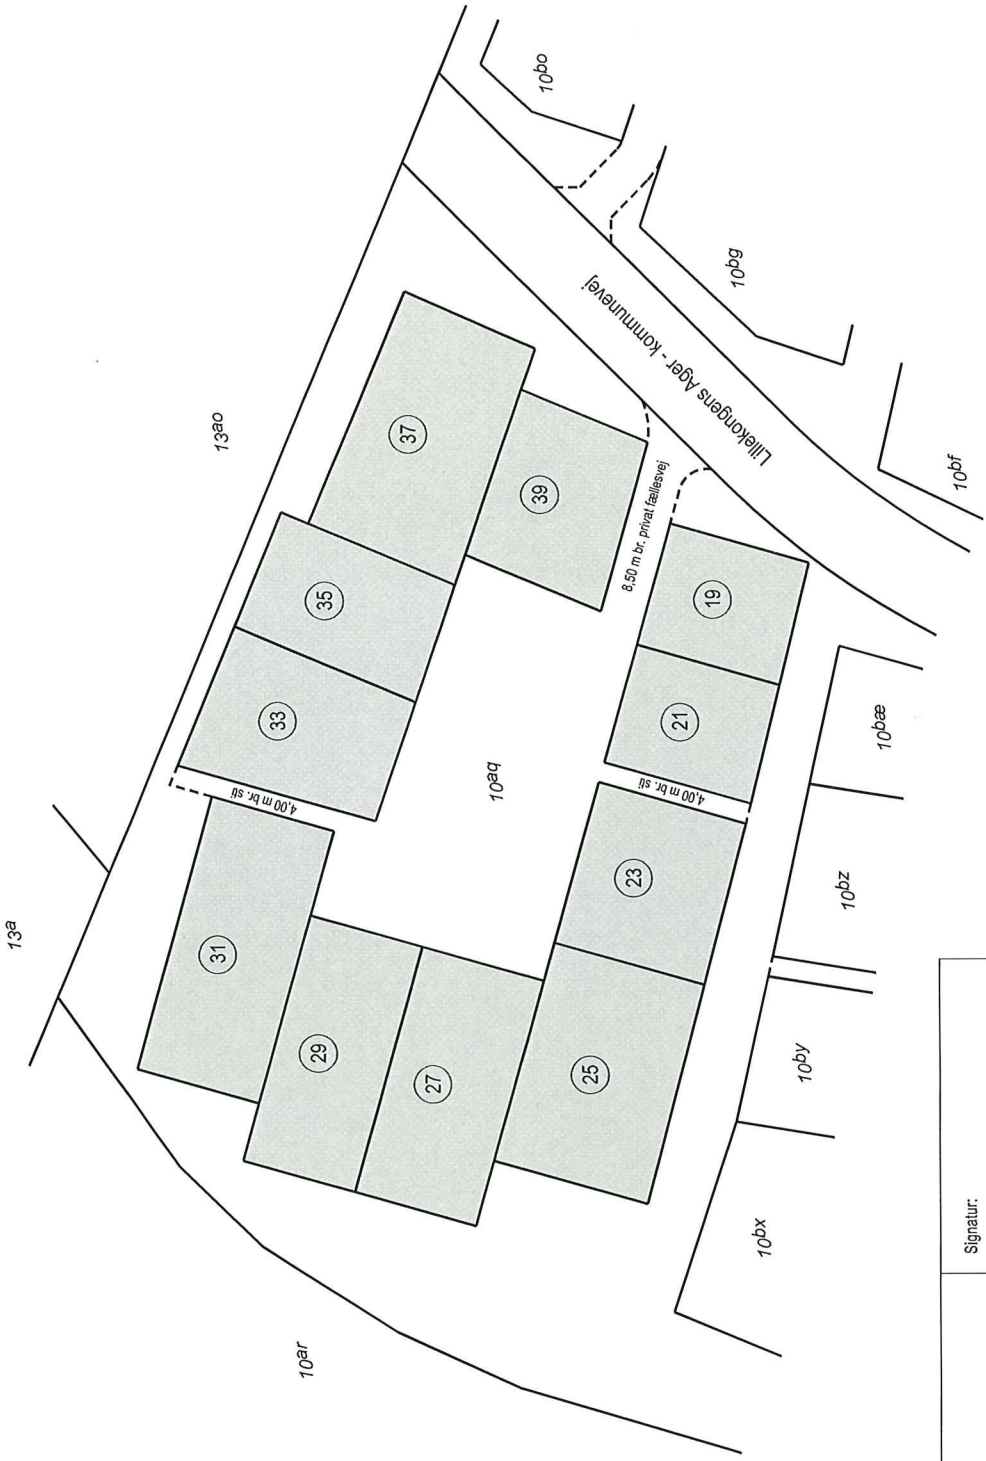 13a
13ao
10bo
10bg
10bf
Lillekongens Ager - kommunevej
37
39
35
33
8,50 m br. privat fællesvej
4,00 m br. sti
19
21
10aq
4,00 m br. sti
31
29
27
23
25
10bæ
10bz
10by
10bx
10ar
Signatur: